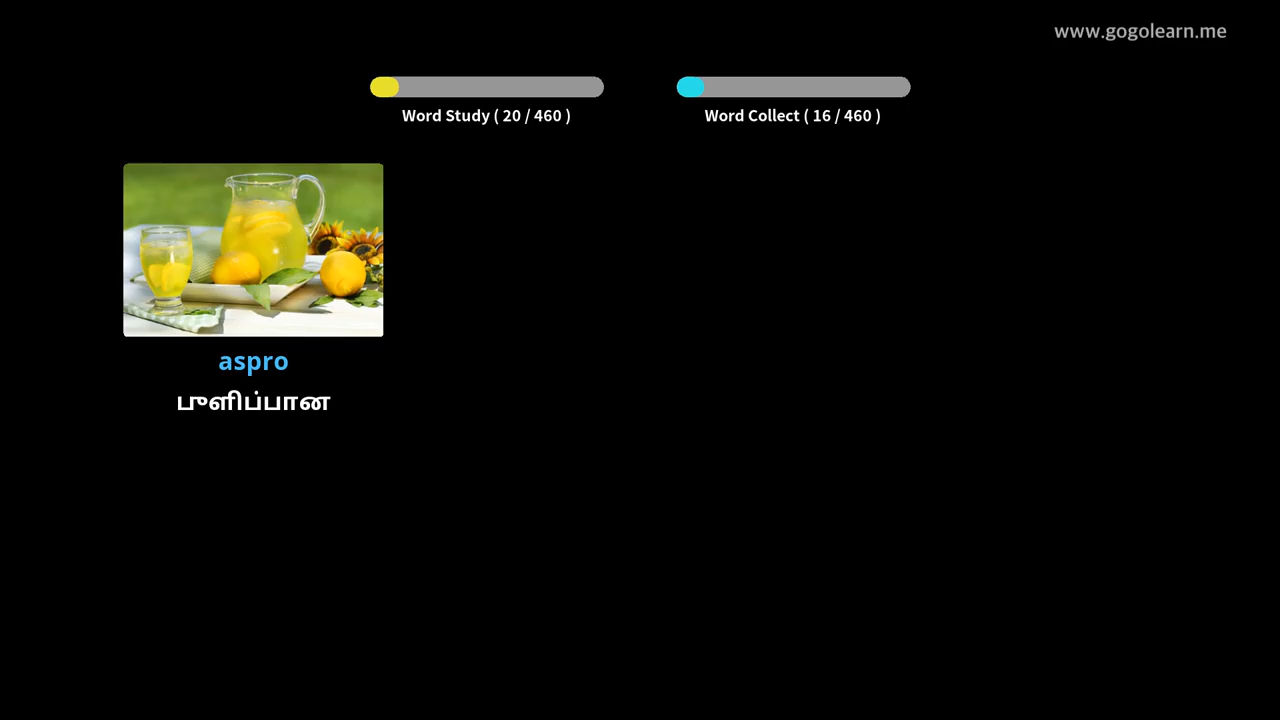 www.gogolearn.me
Word Study ( 20 / 460 )
Word Collect ( 16 / 460 )
aspro
புளிப்பான